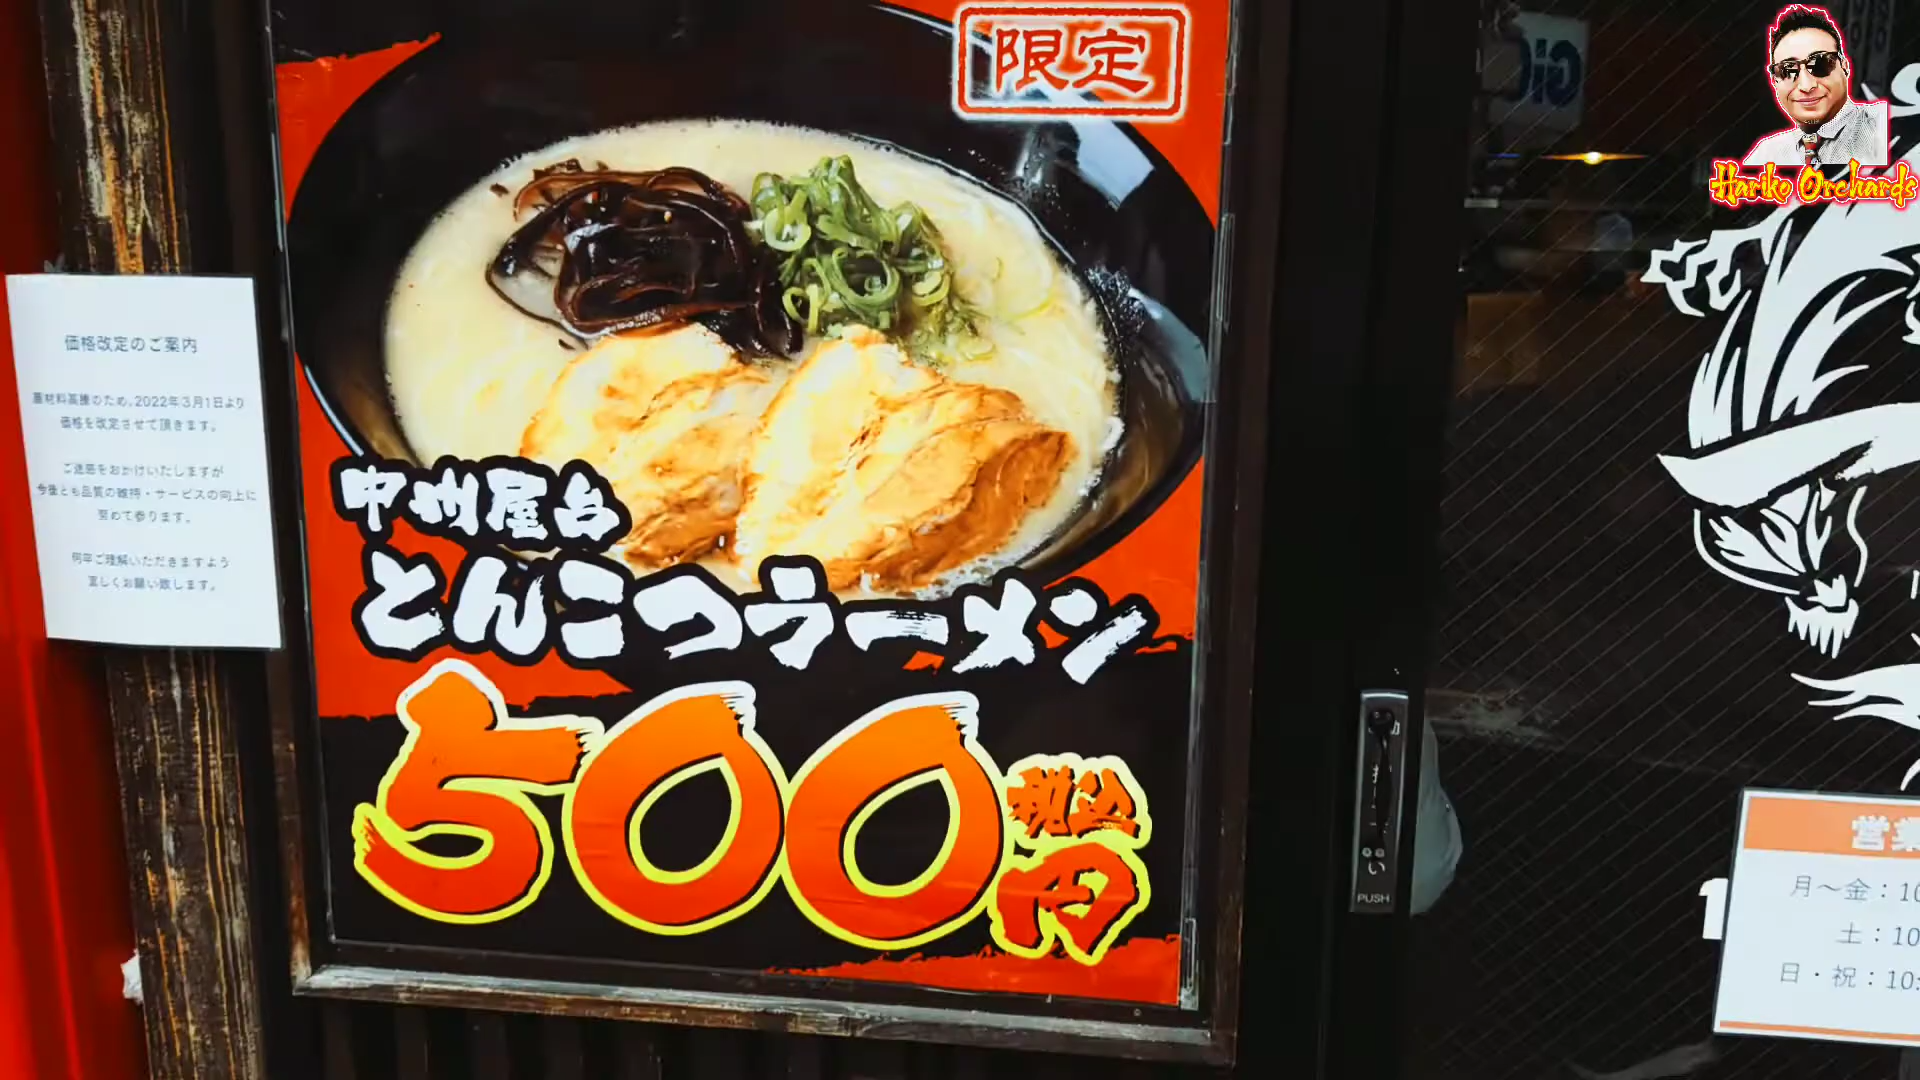 限定
Hariko Orchards
価格改定のご案内
原材料高騰のため、2022年3月1日より
価格を改定させて頂きます。
ご迷惑をおかけいたしますが
今後とも品質の維持・サービスの向上に
努めて参ります。
何卒ご理解いただきますよう
宜しくお願い致します。
甲州屋台
とんこつラーメン
500
税込
円
PUSH
営業
月～金：10
土：10
日・祝：10: